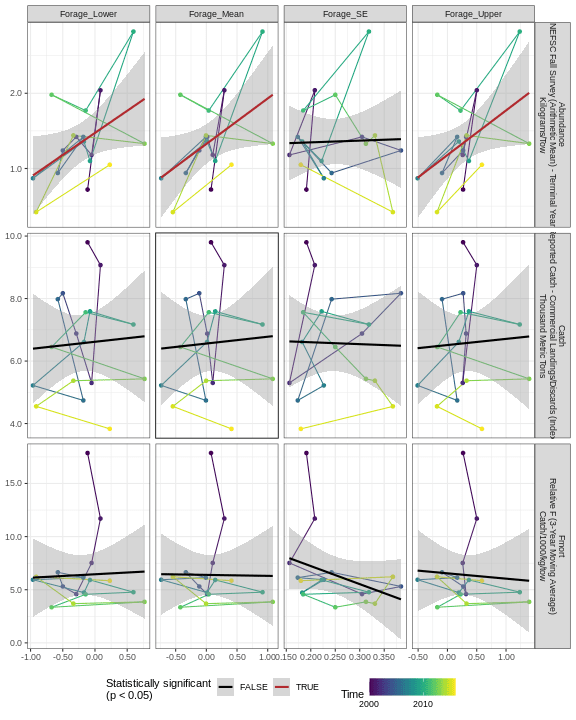 Forage_Lower Forage_Mean Forage_SE Forage_Upper
2.0
1.0
Abundance
NEFSC Fall Survey (Arithmetic Mean) - Terminal Year
Kilograms/tow
10.0
8.0
6.0
4.0
Catch
eported Catch - Commercial Landings/Discards (Index
Thousand Metric Tons
15.0
10.0
5.0
0.0
Fmort
Relative F (3-Year Moving Average)
Catch/1000/kg/tow
-1.00 -0.50 0.00 0.50 -0.50 0.00 0.50 1.00 0.150 0.200 0.250 0.300 0.350 -0.50 0.00 0.50 1.00
Statistically significant
(p < 0.05)
FALSE TRUE
Time
2000 2010